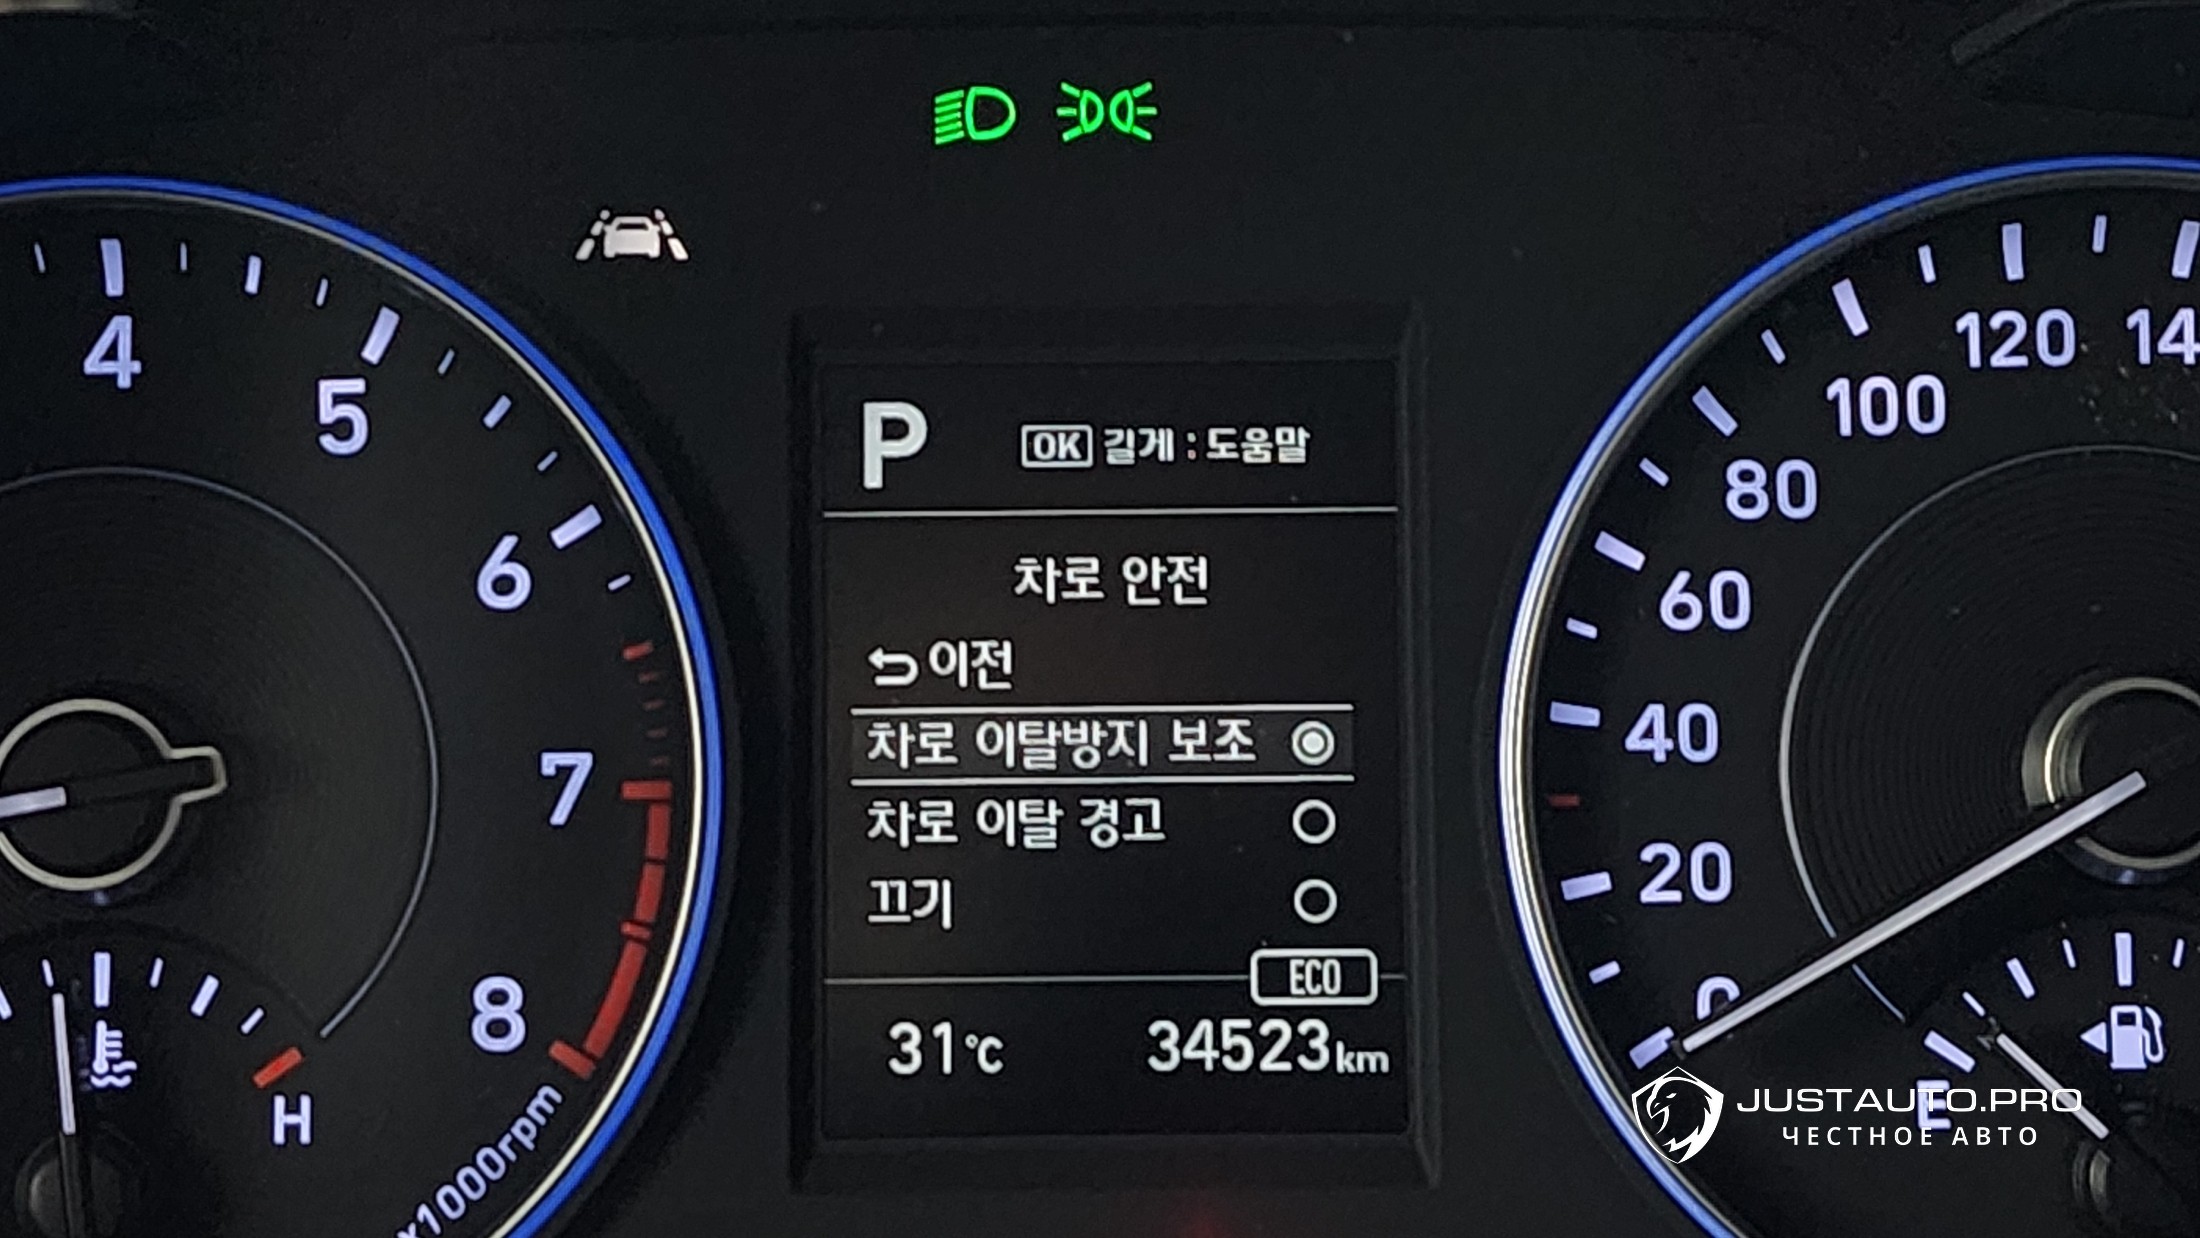 4
5
6
7
8
x1000rpm
H
P
OK 길게 : 도움말
차로 안전
이전
차로 이탈방지 보조
차로 이탈 경고
끄기
ECO
31°C 34523km
14
120
100
80
60
40
20
0
E
JUSTAUTO.PRO
ЧЕСТНОЕ АВТО